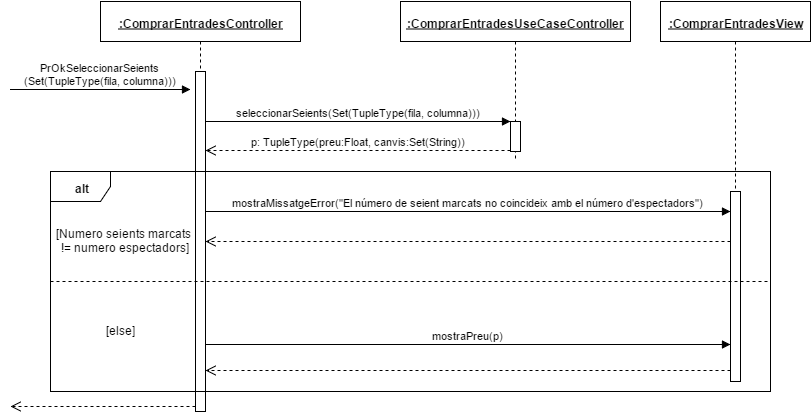 :ComprarEntradesController
:ComprarEntradesUseCaseController
:ComprarEntradesView
PrOkSeleccionarSeients
(Set(TupleType(fila, columna)))
seleccionarSeients(Set(TupleType(fila, columna)))
p: TupleType(preu:Float, canvis:Set(String))
alt
mostraMissatgeError("El número de seient marcats no coincideix amb el número d'espectadors")
[Numero seients marcats
!= numero espectadors]
[else]
mostraPreu(p)